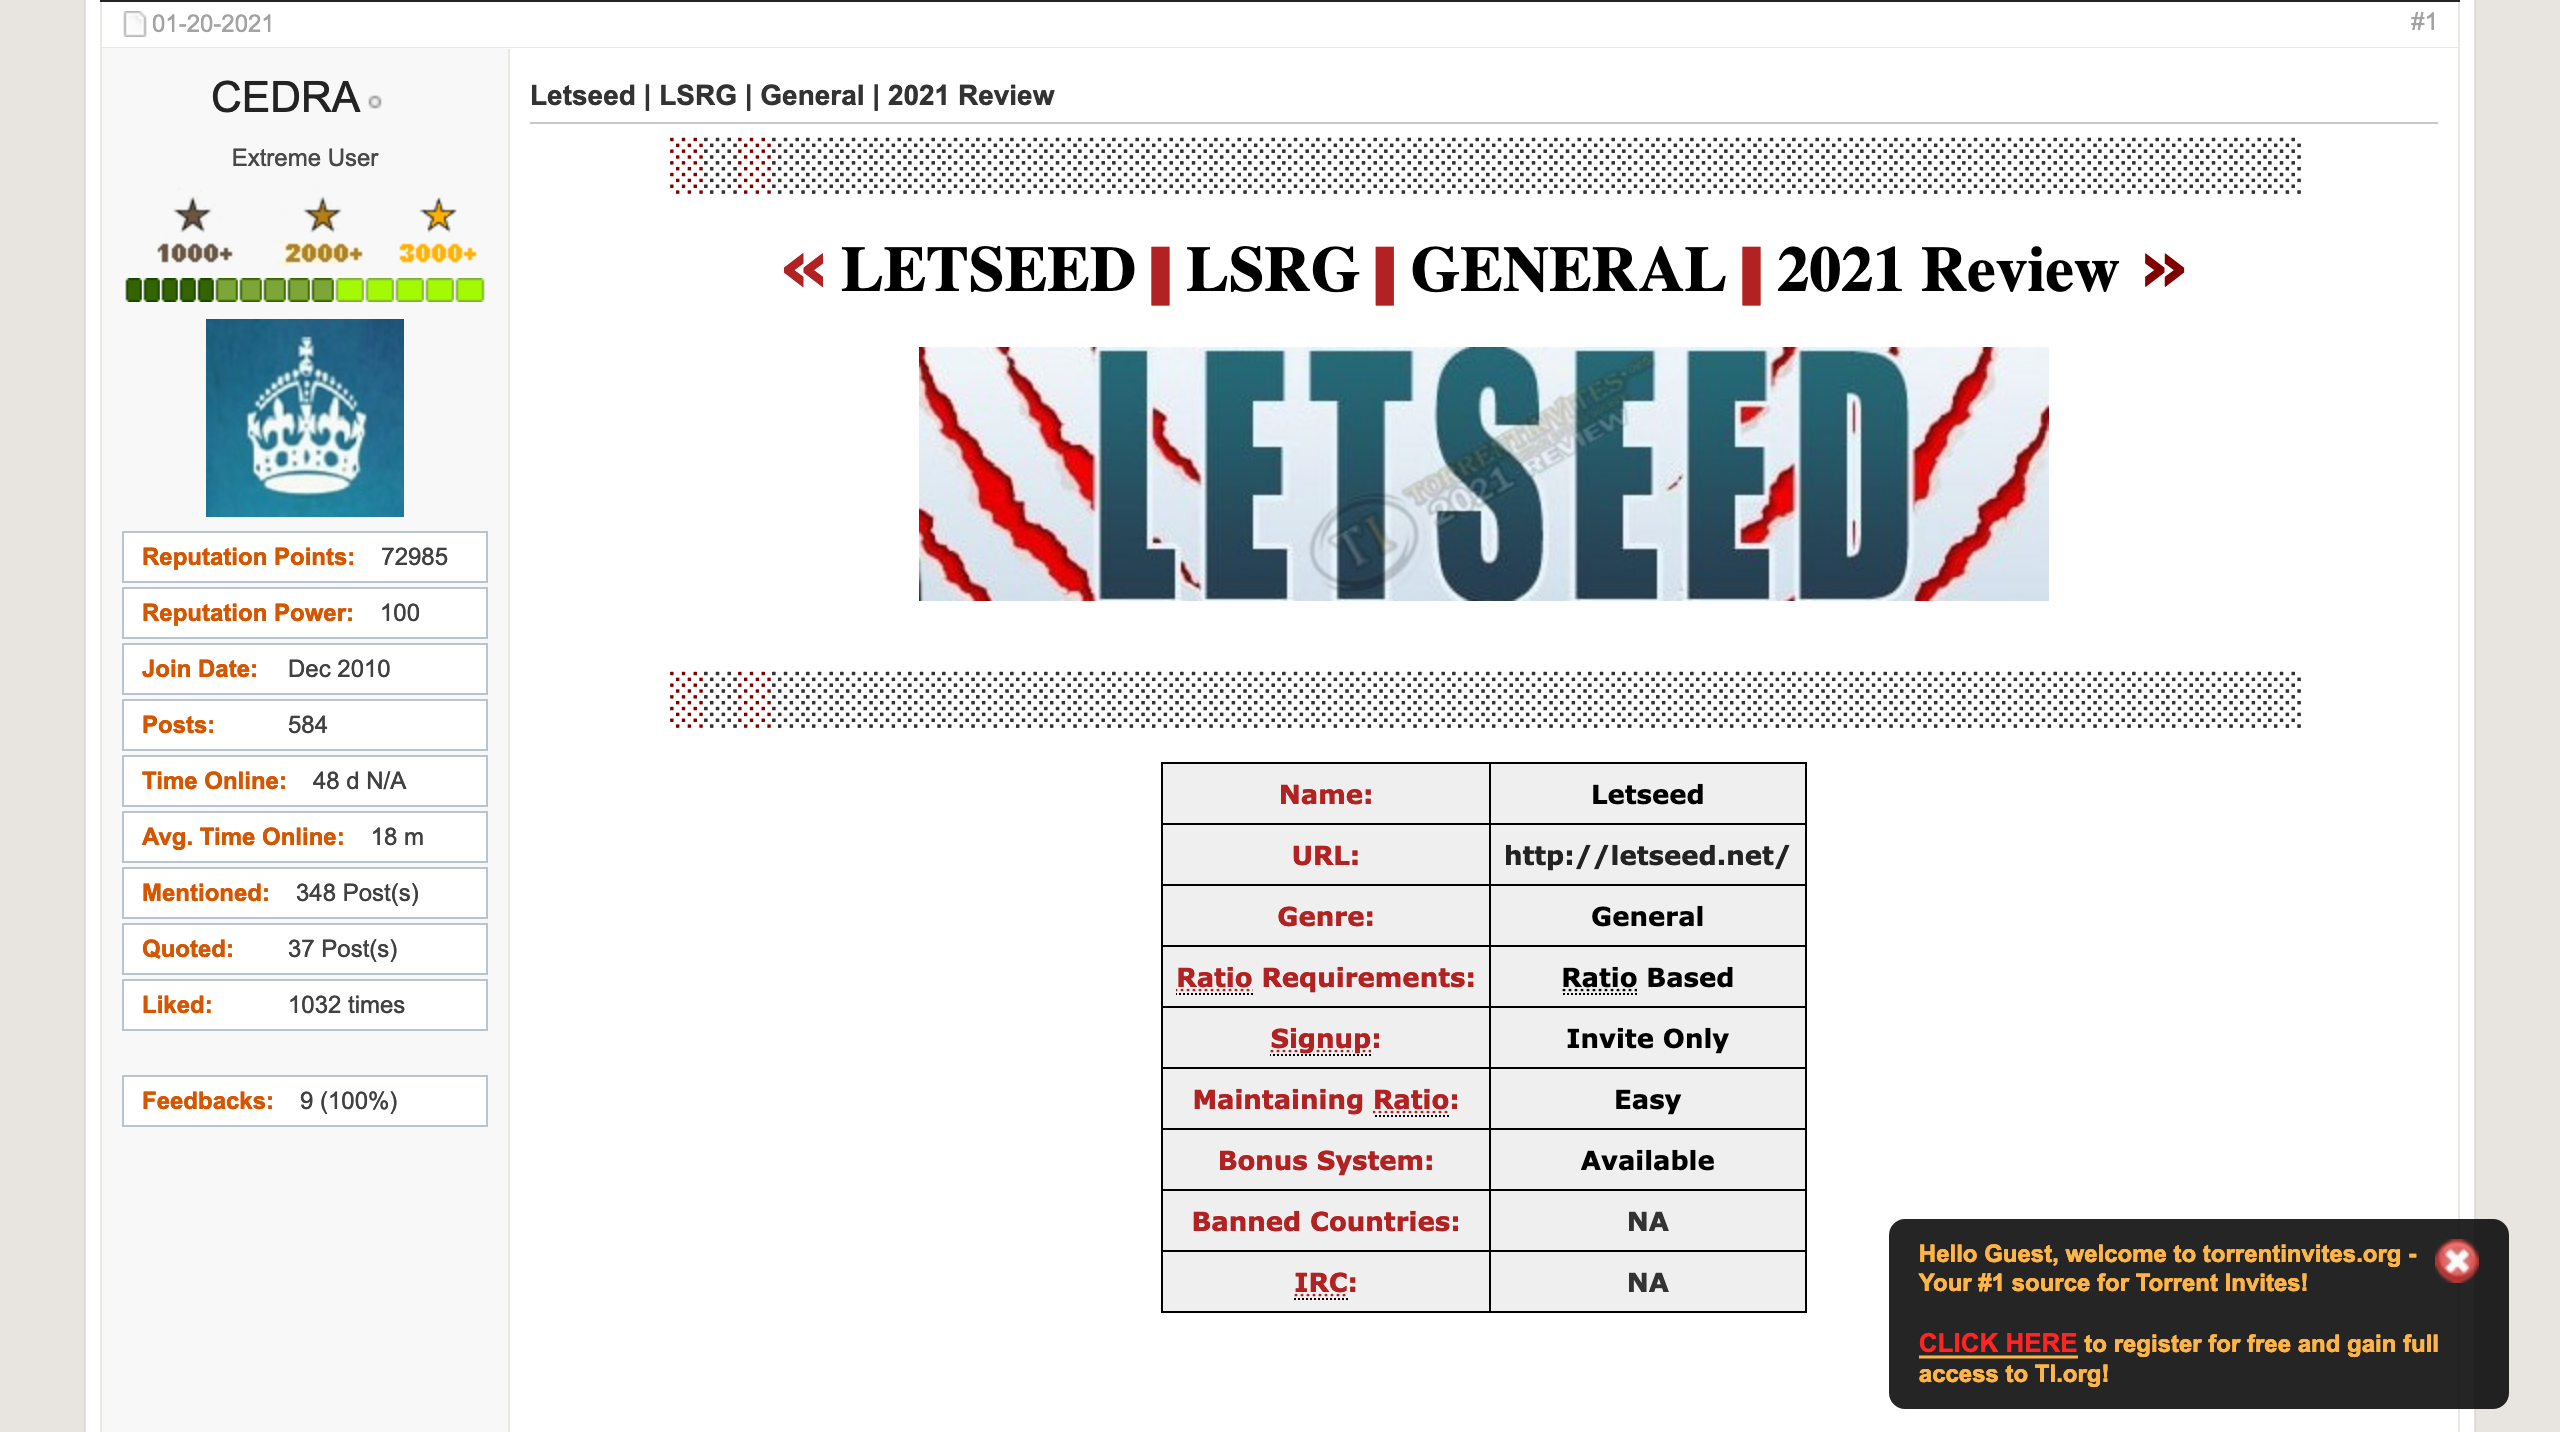 01-20-2021
#1
CEDRA
Extreme User
1000+ 2000+ 3000+
Reputation Points: 72985
Reputation Power: 100
Join Date: Dec 2010
Posts: 584
Time Online: 48 d N/A
Avg. Time Online: 18 m
Mentioned: 348 Post(s)
Quoted: 37 Post(s)
Liked: 1032 times
Feedbacks: 9 (100%)
Letseed | LSRG | General | 2021 Review
« LETSEED | LSRG | GENERAL | 2021 Review »
LETSEED
TI
TORRENTINVITES.ORG
2021 REVIEW
Name: Letseed
URL: http://letseed.net/
Genre: General
Ratio Requirements: Ratio Based
Signup: Invite Only
Maintaining Ratio: Easy
Bonus System: Available
Banned Countries: NA
IRC: NA
Hello Guest, welcome to torrentinvites.org -
Your #1 source for Torrent Invites!
CLICK HERE to register for free and gain full
access to TI.org!